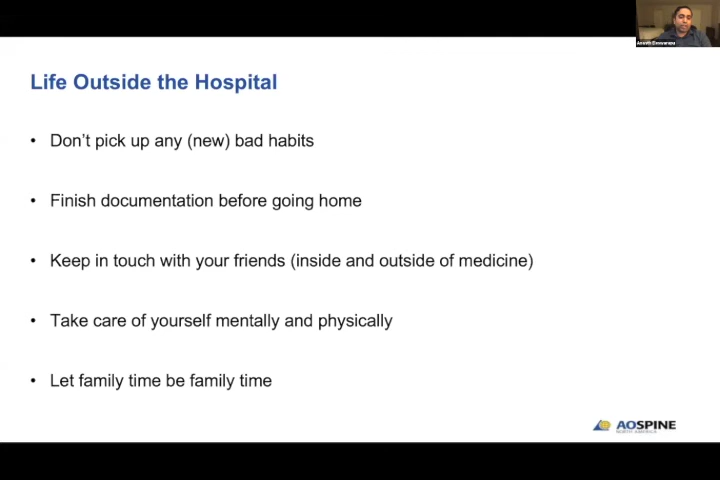 Life Outside the Hospital
• Don't pick up any (new) bad habits
• Finish documentation before going home
• Keep in touch with your friends (inside and outside of medicine)
• Take care of yourself mentally and physically
• Let family time be family time
AOSPINE
NORTH AMERICA